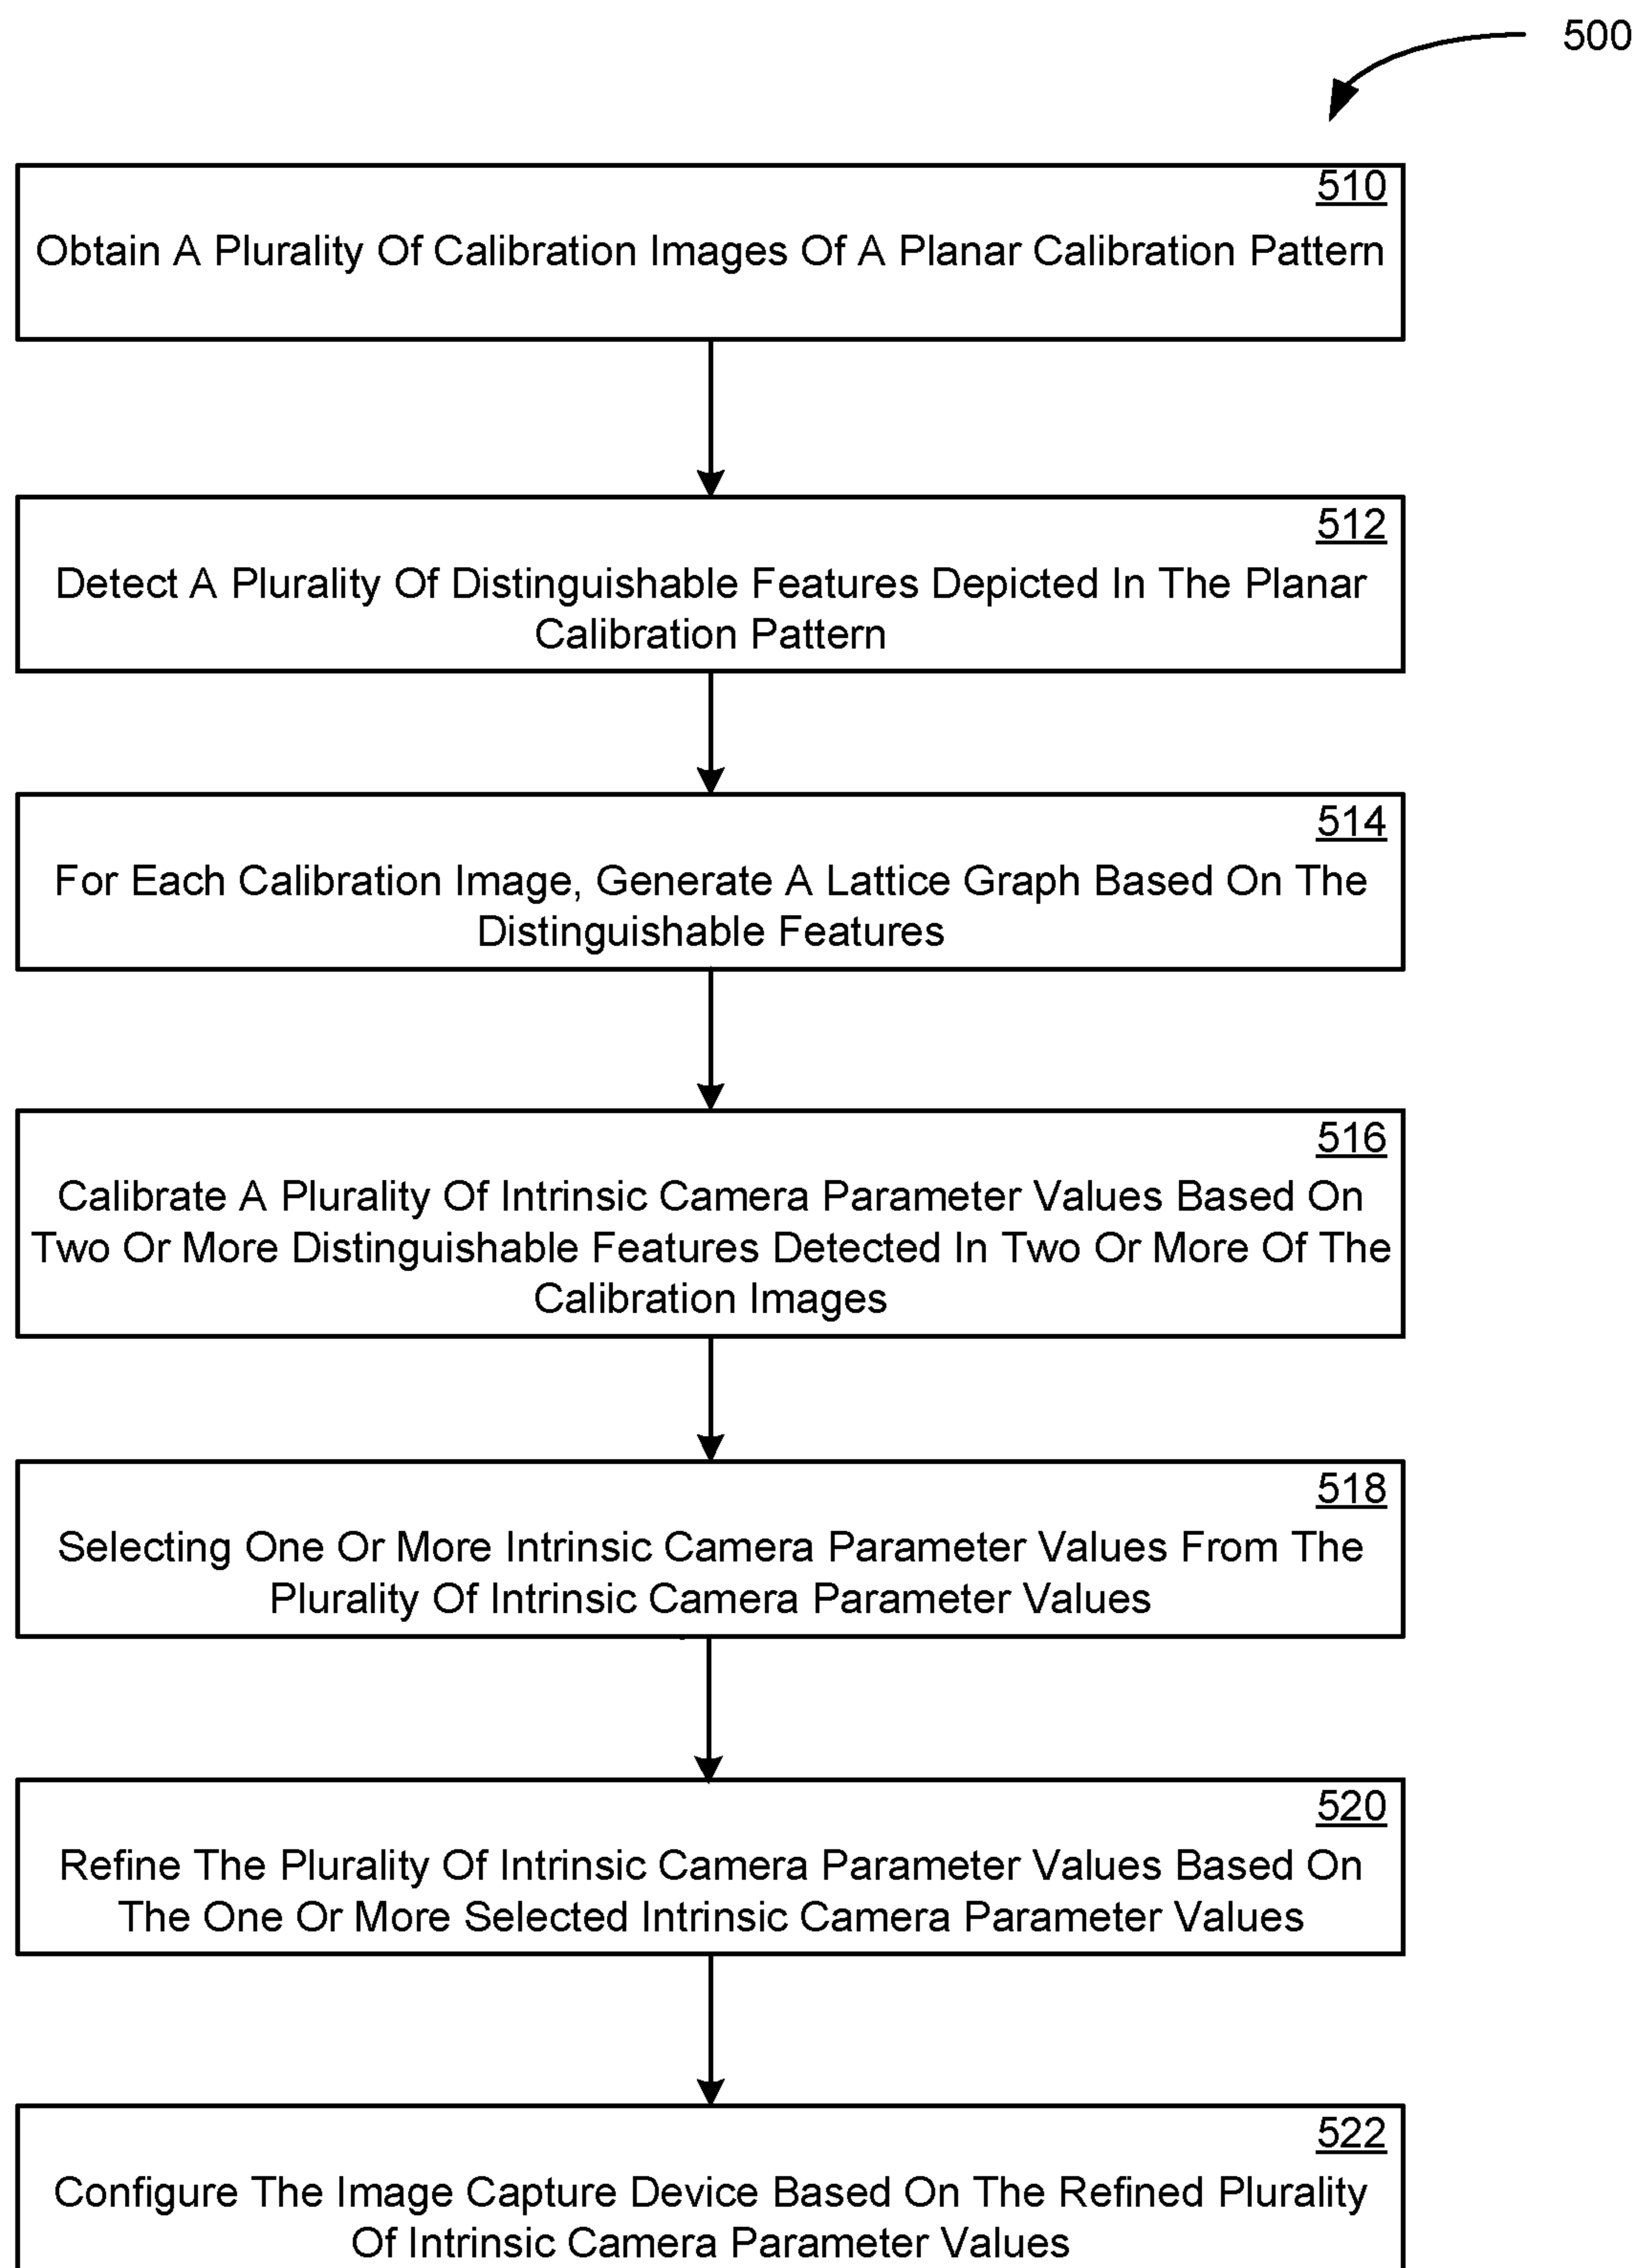 500
510
Obtain A Plurality Of Calibration Images Of A Planar Calibration Pattern
512
Detect A Plurality Of Distinguishable Features Depicted In The Planar
Calibration Pattern
514
For Each Calibration Image, Generate A Lattice Graph Based On The
Distinguishable Features
516
Calibrate A Plurality Of Intrinsic Camera Parameter Values Based On
Two Or More Distinguishable Features Detected In Two Or More Of The
Calibration Images
518
Selecting One Or More Intrinsic Camera Parameter Values From The
Plurality Of Intrinsic Camera Parameter Values
520
Refine The Plurality Of Intrinsic Camera Parameter Values Based On
The One Or More Selected Intrinsic Camera Parameter Values
522
Configure The Image Capture Device Based On The Refined Plurality
Of Intrinsic Camera Parameter Values